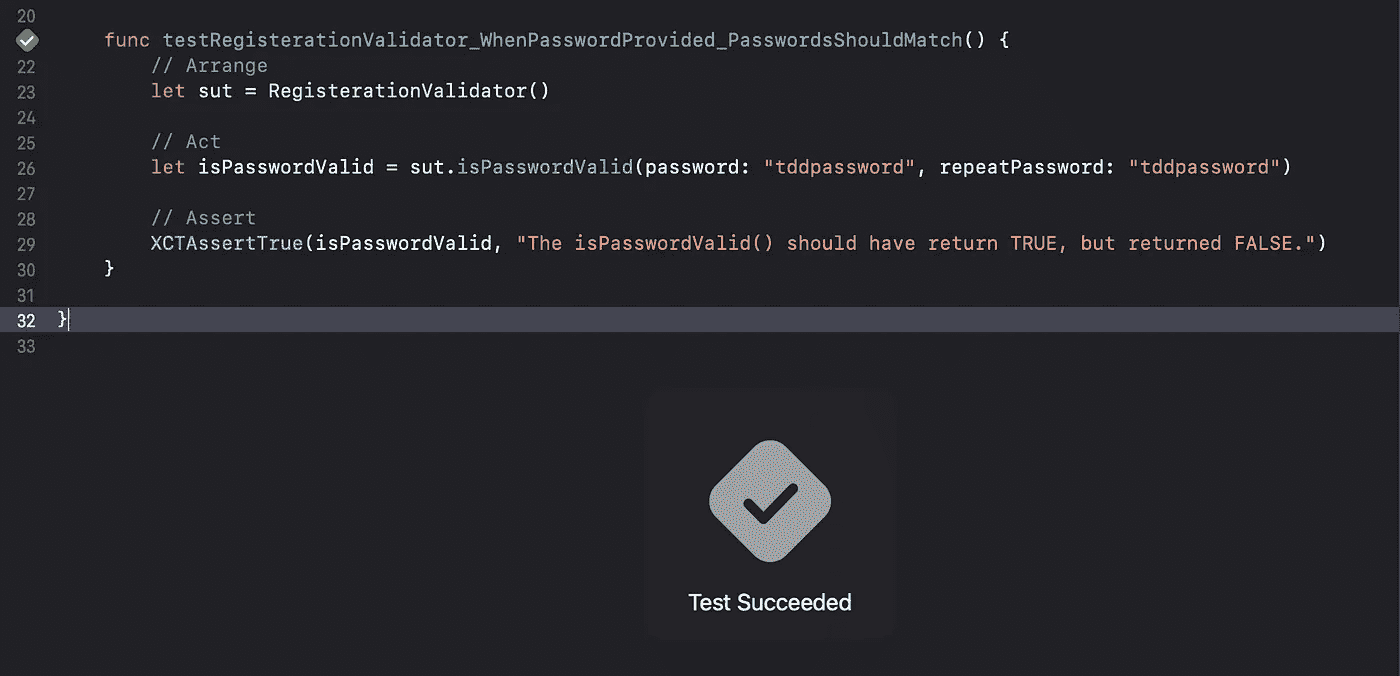 20
func testRegisterationValidator_WhenPasswordProvided_PasswordsShouldMatch() {
22 // Arrange
23 let sut = RegisterationValidator()
24
25 // Act
26 let isPasswordValid = sut.isPasswordValid(password: "tddpassword", repeatPassword: "tddpassword")
27
28 // Assert
29 XCTAssertTrue(isPasswordValid, "The isPasswordValid() should have return TRUE, but returned FALSE.")
30 }
31
32 }
33
Test Succeeded